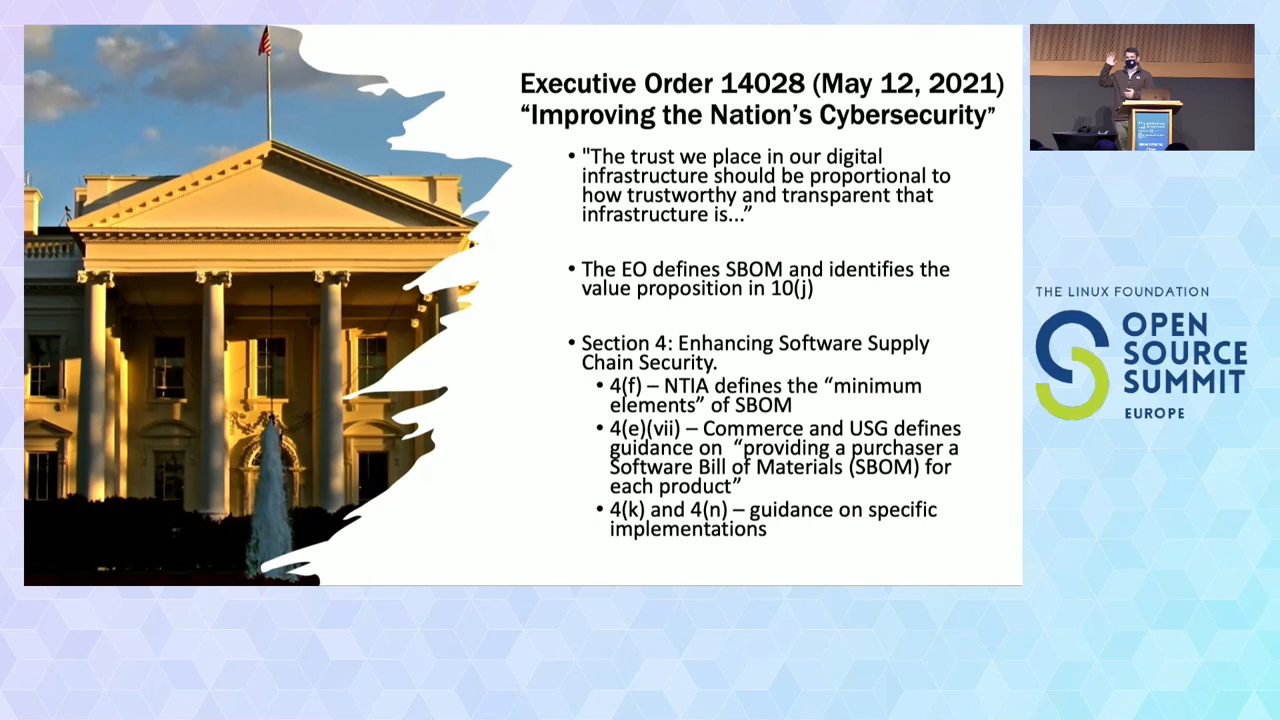 Executive Order 14028 (May 12, 2021)
“Improving the Nation’s Cybersecurity”
• "The trust we place in our digital
infrastructure should be proportional to
how trustworthy and transparent that
infrastructure is...”
• The EO defines SBOM and identifies the
value proposition in 10(j)
• Section 4: Enhancing Software Supply
Chain Security.
• 4(f) – NTIA defines the “minimum
elements” of SBOM
• 4(e)(vii) – Commerce and USG defines
guidance on “providing a purchaser a
Software Bill of Materials (SBOM) for
each product”
• 4(k) and 4(n) – guidance on specific
implementations
THE LINUX FOUNDATION
OPEN
SOURCE
SUMMIT
EUROPE